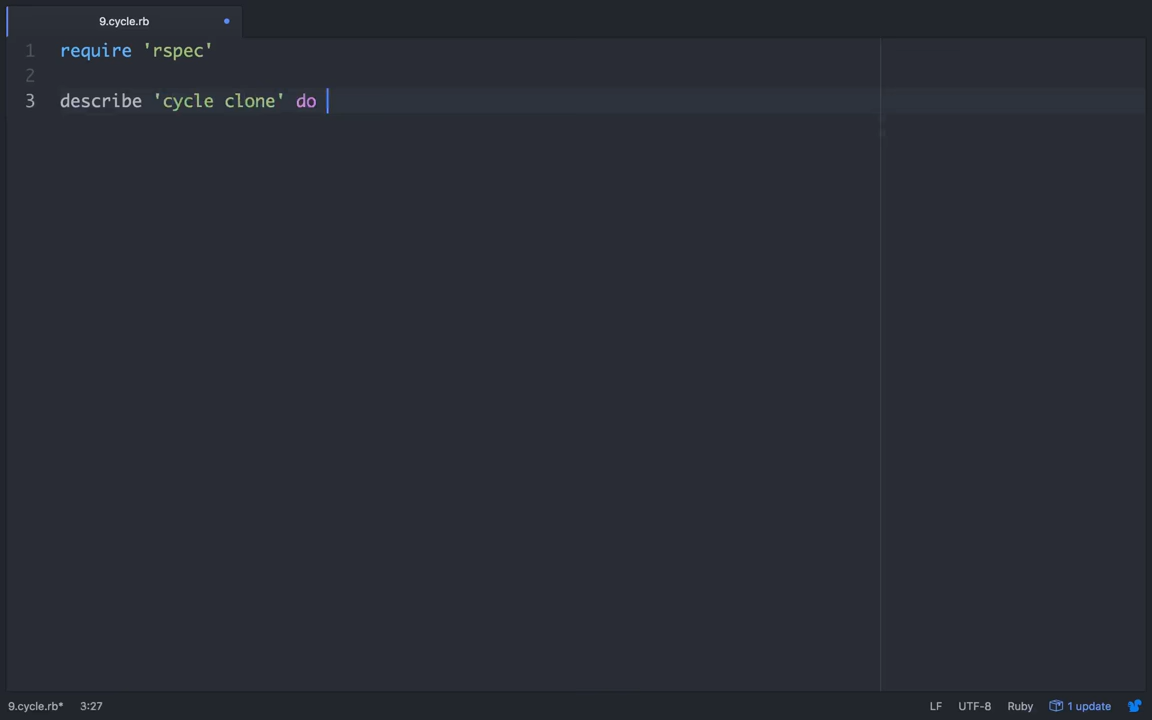 9.cycle.rb
1 require 'rspec'
2
3 describe 'cycle clone' do
9.cycle.rb* 3:27 LF UTF-8 Ruby 1 update